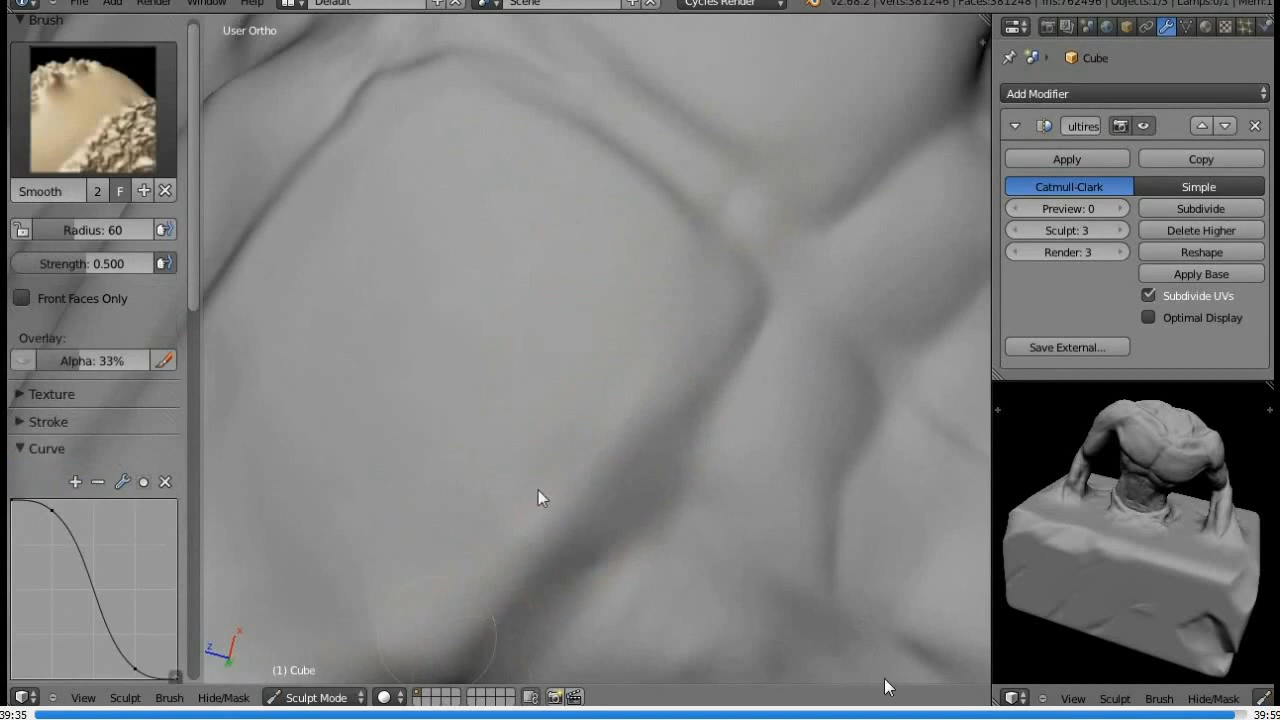 File Add Render Window Help Default Scene Cycles Render v2.68.2 | Verts:381246 | Faces:381248 | Objects:1/3 | Lamps:0/1 |
Brush
User Ortho
Cube
Add Modifier
ultires
Apply Copy
Smooth 2 F
Catmull-Clark Simple
Preview: 0 Subdivide
Radius: 60
Sculpt: 3 Delete Higher
Render: 3 Reshape
Strength: 0.500
Apply Base
Front Faces Only
Subdivide UVs
Optimal Display
Overlay:
Save External...
Alpha: 33%
Texture
Stroke
Curve
z x
(1) Cube
View Sculpt Brush Hide/Mask Sculpt Mode
View Sculpt Brush Hide/Mask
39:35 39:59